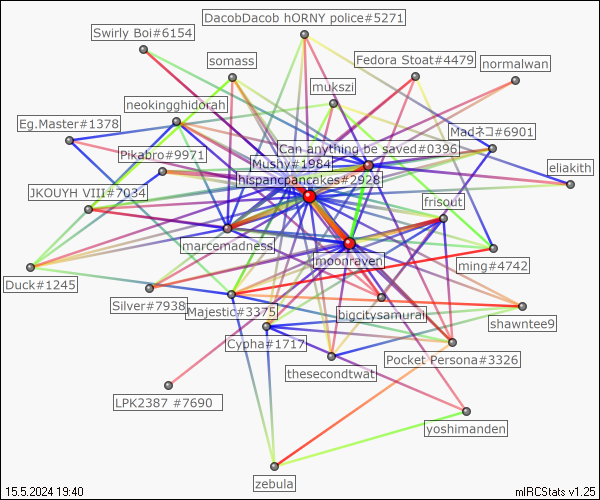 DacobDacob hORNY police#5271
Swirly Boi#6154
somass
Fedora Stoat#4479
normalwan
mukszi
neokingghidorah
Eg.Master#1378
Madネコ#6901
Can anything be saved#0396
Pikabro#9971
Mushy#1984
eliakith
hispancpancakes#2928
JKOUYH VIII#7034
frisout
marcemadness
moonraven
ming#4742
Duck#1245
Silver#7938
Majestic#3375
bigcitysamurai
shawntee9
Cypha#1717
Pocket Persona#3326
thesecondtwat
LPK2387 #7690
yoshimanden
zebula
15.5.2024 19:40
mIRCStats v1.25